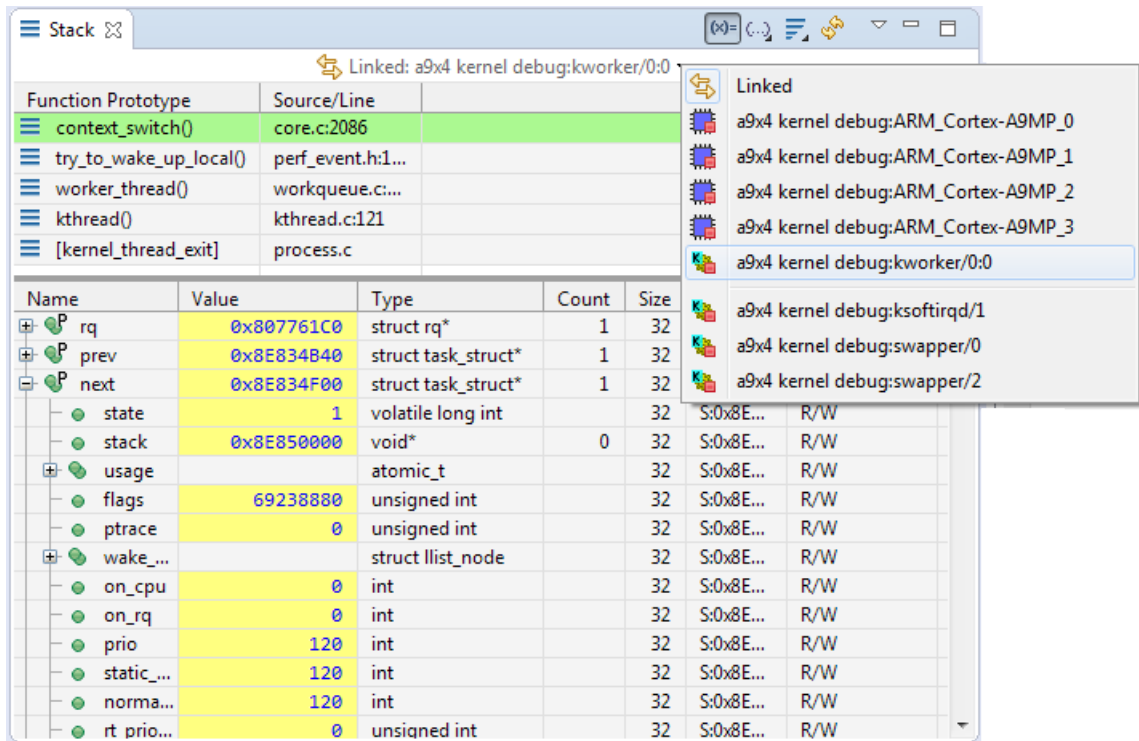 Stack
(x)= (...)
Linked: a9x4 kernel debug:kworker/0:0
Linked
a9x4 kernel debug:ARM_Cortex-A9MP_0
a9x4 kernel debug:ARM_Cortex-A9MP_1
a9x4 kernel debug:ARM_Cortex-A9MP_2
a9x4 kernel debug:ARM_Cortex-A9MP_3
a9x4 kernel debug:kworker/0:0
a9x4 kernel debug:ksoftirqd/1
a9x4 kernel debug:swapper/0
a9x4 kernel debug:swapper/2
Function Prototype Source/Line
context_switch() core.c:2086
try_to_wake_up_local() perf_event.h:1...
worker_thread() workqueue.c:...
kthread() kthread.c:121
[kernel_thread_exit] process.c
Name Value Type Count Size
rq 0x807761C0 struct rq* 1 32
prev 0x8E834B40 struct task_struct* 1 32
next 0x8E834F00 struct task_struct* 1 32
state 1 volatile long int 32 S:0x8E... R/W
stack 0x8E850000 void* 0 32 S:0x8E... R/W
usage atomic_t 32 S:0x8E... R/W
flags 69238880 unsigned int 32 S:0x8E... R/W
ptrace 0 unsigned int 32 S:0x8E... R/W
wake_... struct llist_node 32 S:0x8E... R/W
on_cpu 0 int 32 S:0x8E... R/W
on_rq 0 int 32 S:0x8E... R/W
prio 120 int 32 S:0x8E... R/W
static_... 120 int 32 S:0x8E... R/W
norma... 120 int 32 S:0x8E... R/W
rt_prio... 0 unsigned int 32 S:0x8E... R/W